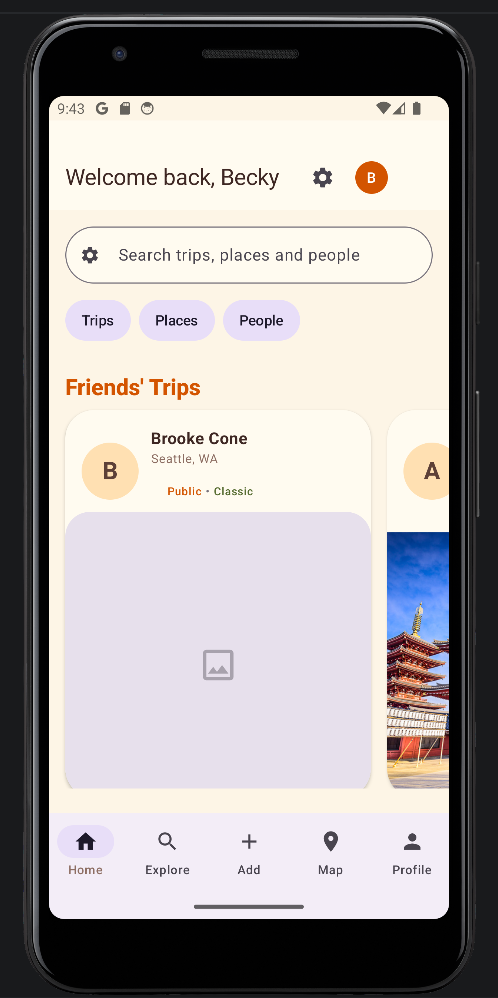 9:43
Welcome back, Becky
B
Search trips, places and people
Trips Places People
Friends' Trips
B
Brooke Cone
Seattle, WA
Public • Classic
A
Home Explore Add Map Profile